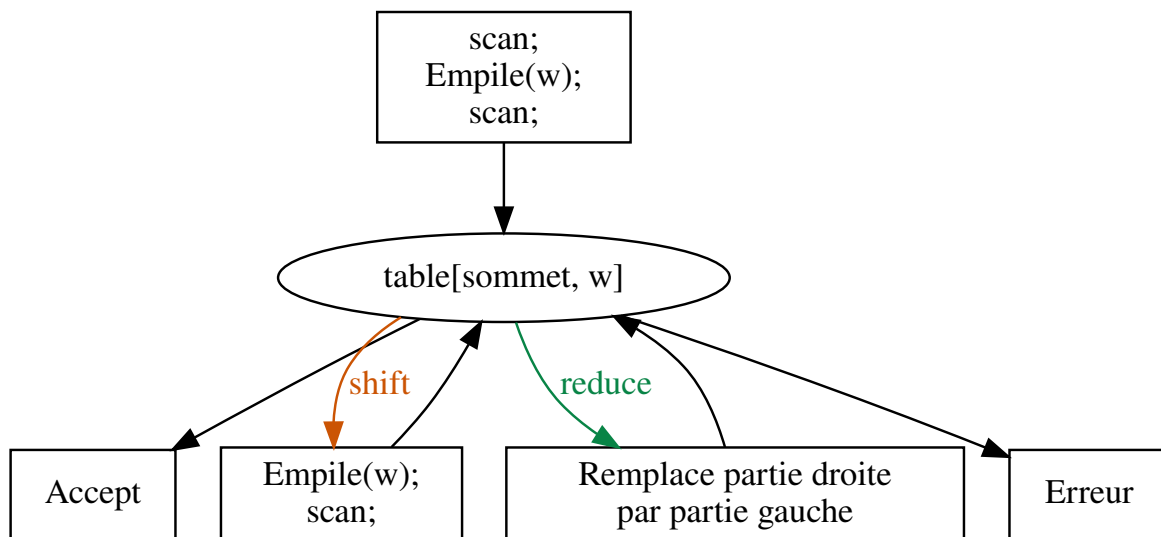 scan;
Empile(w);
scan;
table[sommet, w]
shift
reduce
Accept
Empile(w);
scan;
Remplace partie droite
par partie gauche
Erreur